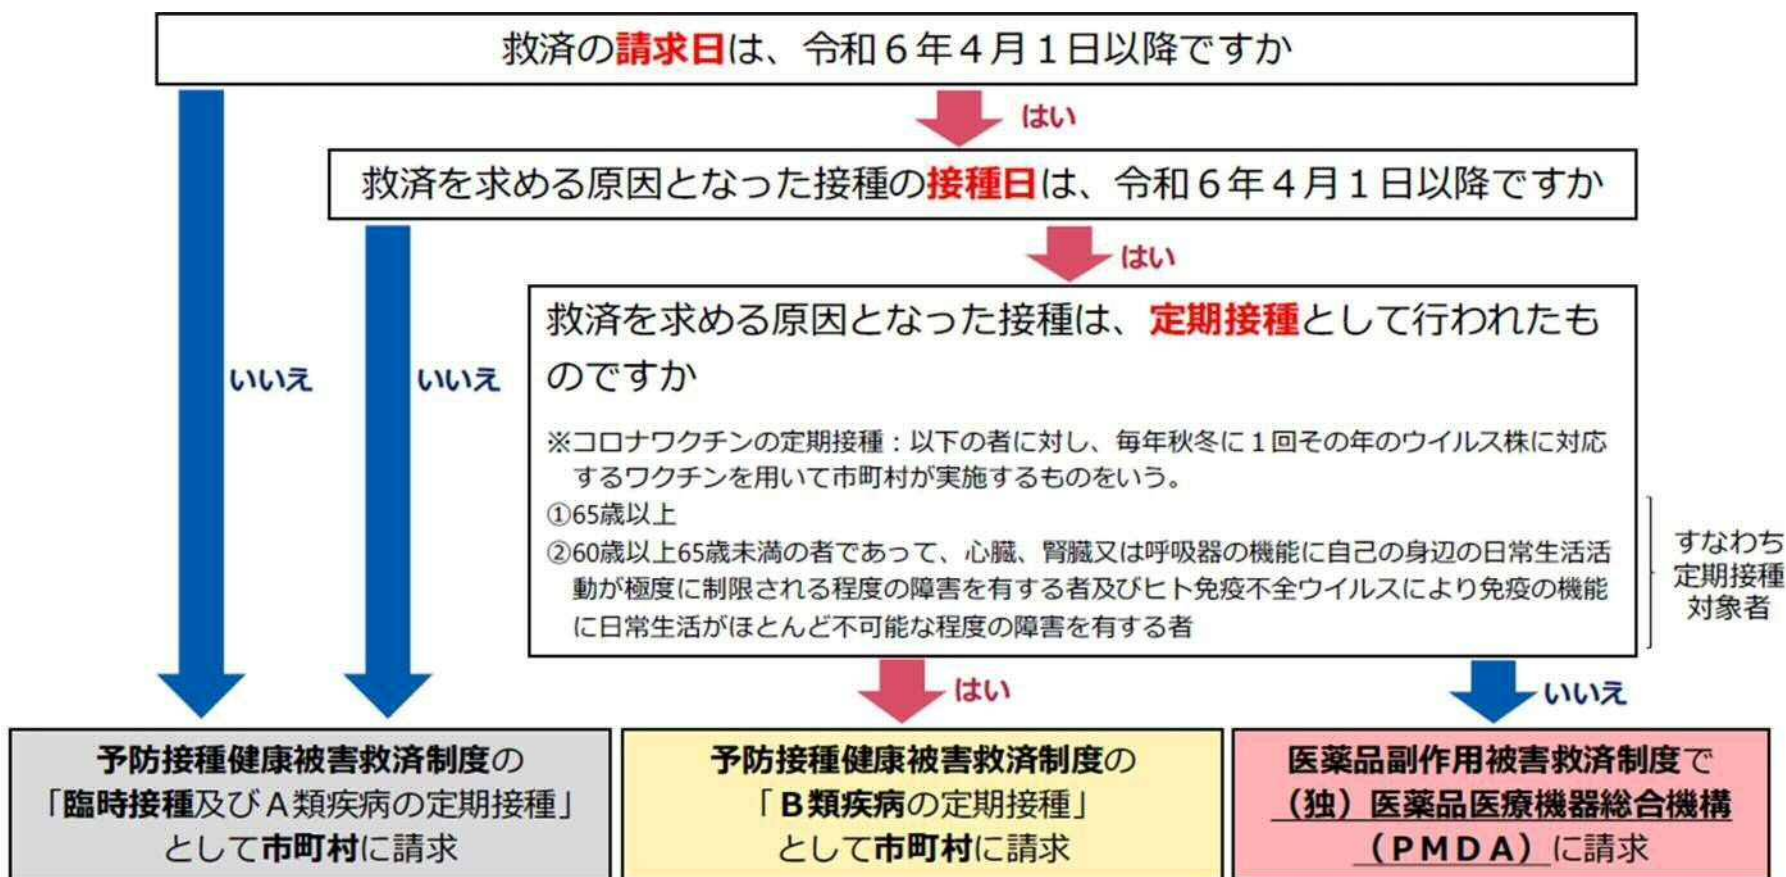 救済の請求日は、令和６年４月１日以降ですか
はい
救済を求める原因となった接種の接種日は、令和６年４月１日以降ですか
はい
救済を求める原因となった接種は、定期接種として行われたも
のですか
いいえ
いいえ
※コロナワクチンの定期接種：以下の者に対し、毎年秋冬に１回その年のウイルス株に対応
するワクチンを用いて市町村が実施するものをいう。
①65歳以上
②60歳以上65歳未満の者であって、心臓、腎臓又は呼吸器の機能に自己の身辺の日常生活活
動が極度に制限される程度の障害を有する者及びヒト免疫不全ウイルスにより免疫の機能
に日常生活がほとんど不可能な程度の障害を有する者
すなわち
定期接種
対象者
はい
いいえ
予防接種健康被害救済制度の
「臨時接種及びＡ類疾病の定期接種」
として市町村に請求
予防接種健康被害救済制度の
「Ｂ類疾病の定期接種」
として市町村に請求
医薬品副作用被害救済制度で
（独）医薬品医療機器総合機構
（ＰＭＤＡ）に請求